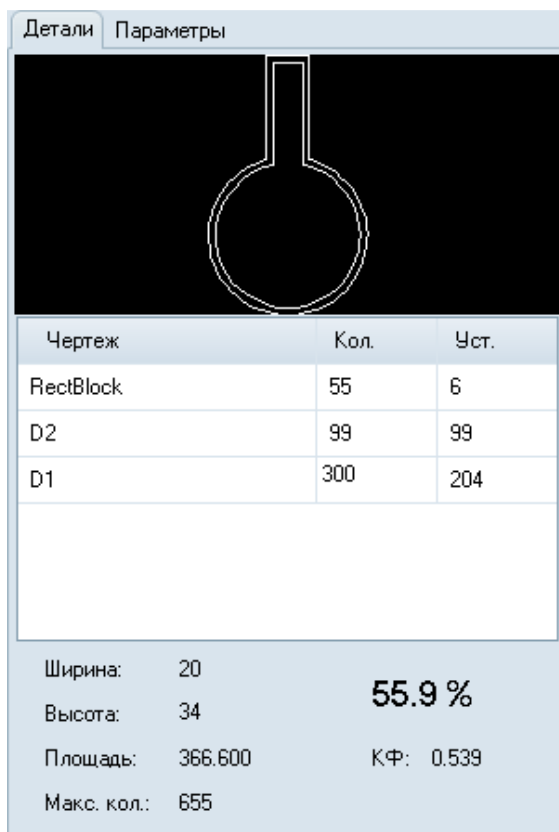 Детали Параметры
Чертеж Кол. Уст.
RectBlock 55 6
D2 99 99
D1 300 204
Ширина: 20
55.9 %
Высота: 34
Площадь: 366.600 КФ: 0.539
Макс. кол.: 655